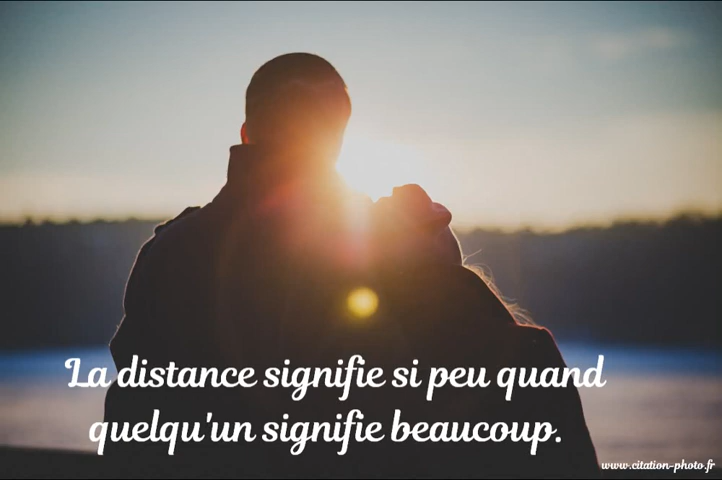 La distance signifie si peu quand
quelqu'un signifie beaucoup.
www.citation-photo.fr